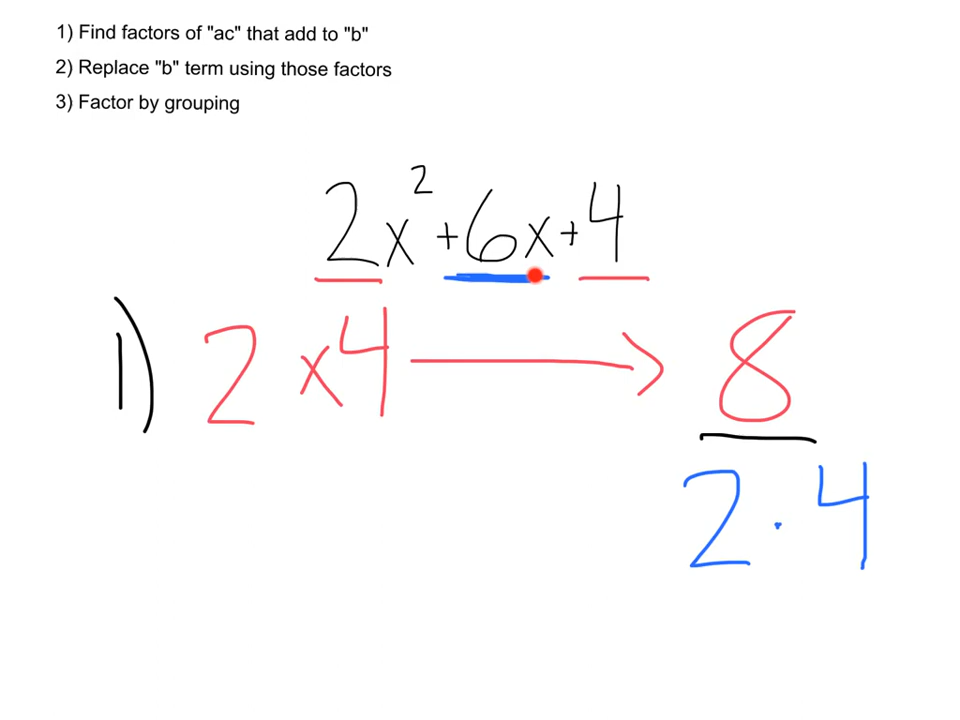 1) Find factors of "ac" that add to "b"
2) Replace "b" term using those factors
3) Factor by grouping
2x²+6x+4
1) 2 x 4 → 8
2 · 4